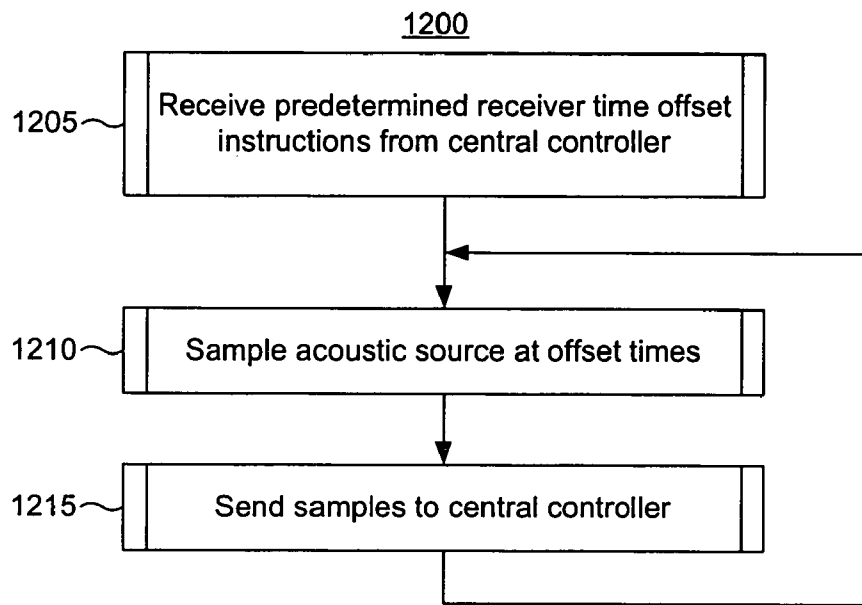 1200
1205
Receive predetermined receiver time offset
instructions from central controller
1210
Sample acoustic source at offset times
1215
Send samples to central controller